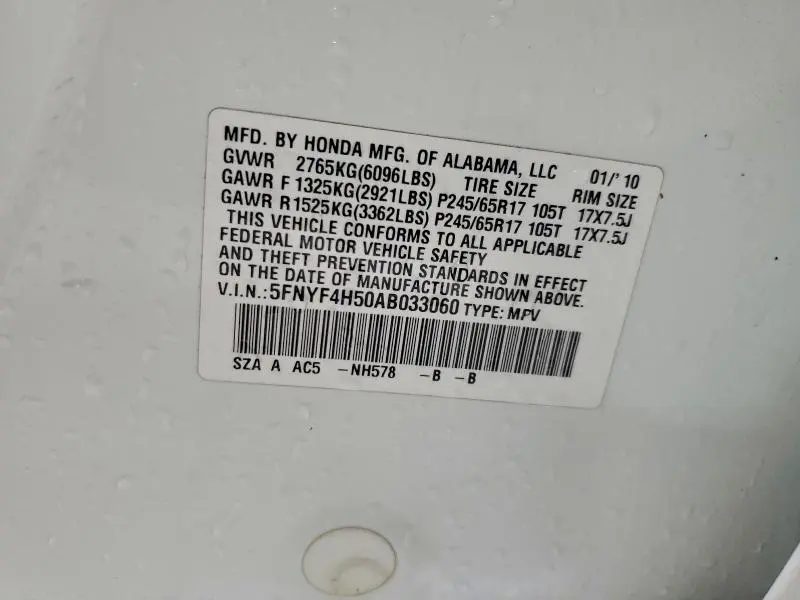 MFD. BY HONDA MFG. OF ALABAMA, LLC 01/'10
GVWR 2765KG(6096LBS) TIRE SIZE RIM SIZE
GAWR F 1325KG(2921LBS) P245/65R17 105T 17X7.5J
GAWR R 1525KG(3362LBS) P245/65R17 105T 17X7.5J
THIS VEHICLE CONFORMS TO ALL APPLICABLE
FEDERAL MOTOR VEHICLE SAFETY
AND THEFT PREVENTION STANDARDS IN EFFECT
ON THE DATE OF MANUFACTURE SHOWN ABOVE.
V.I.N.:5FNYF4H50AB033060 TYPE: MPV
SZA A AC5 -NH578 -B -B